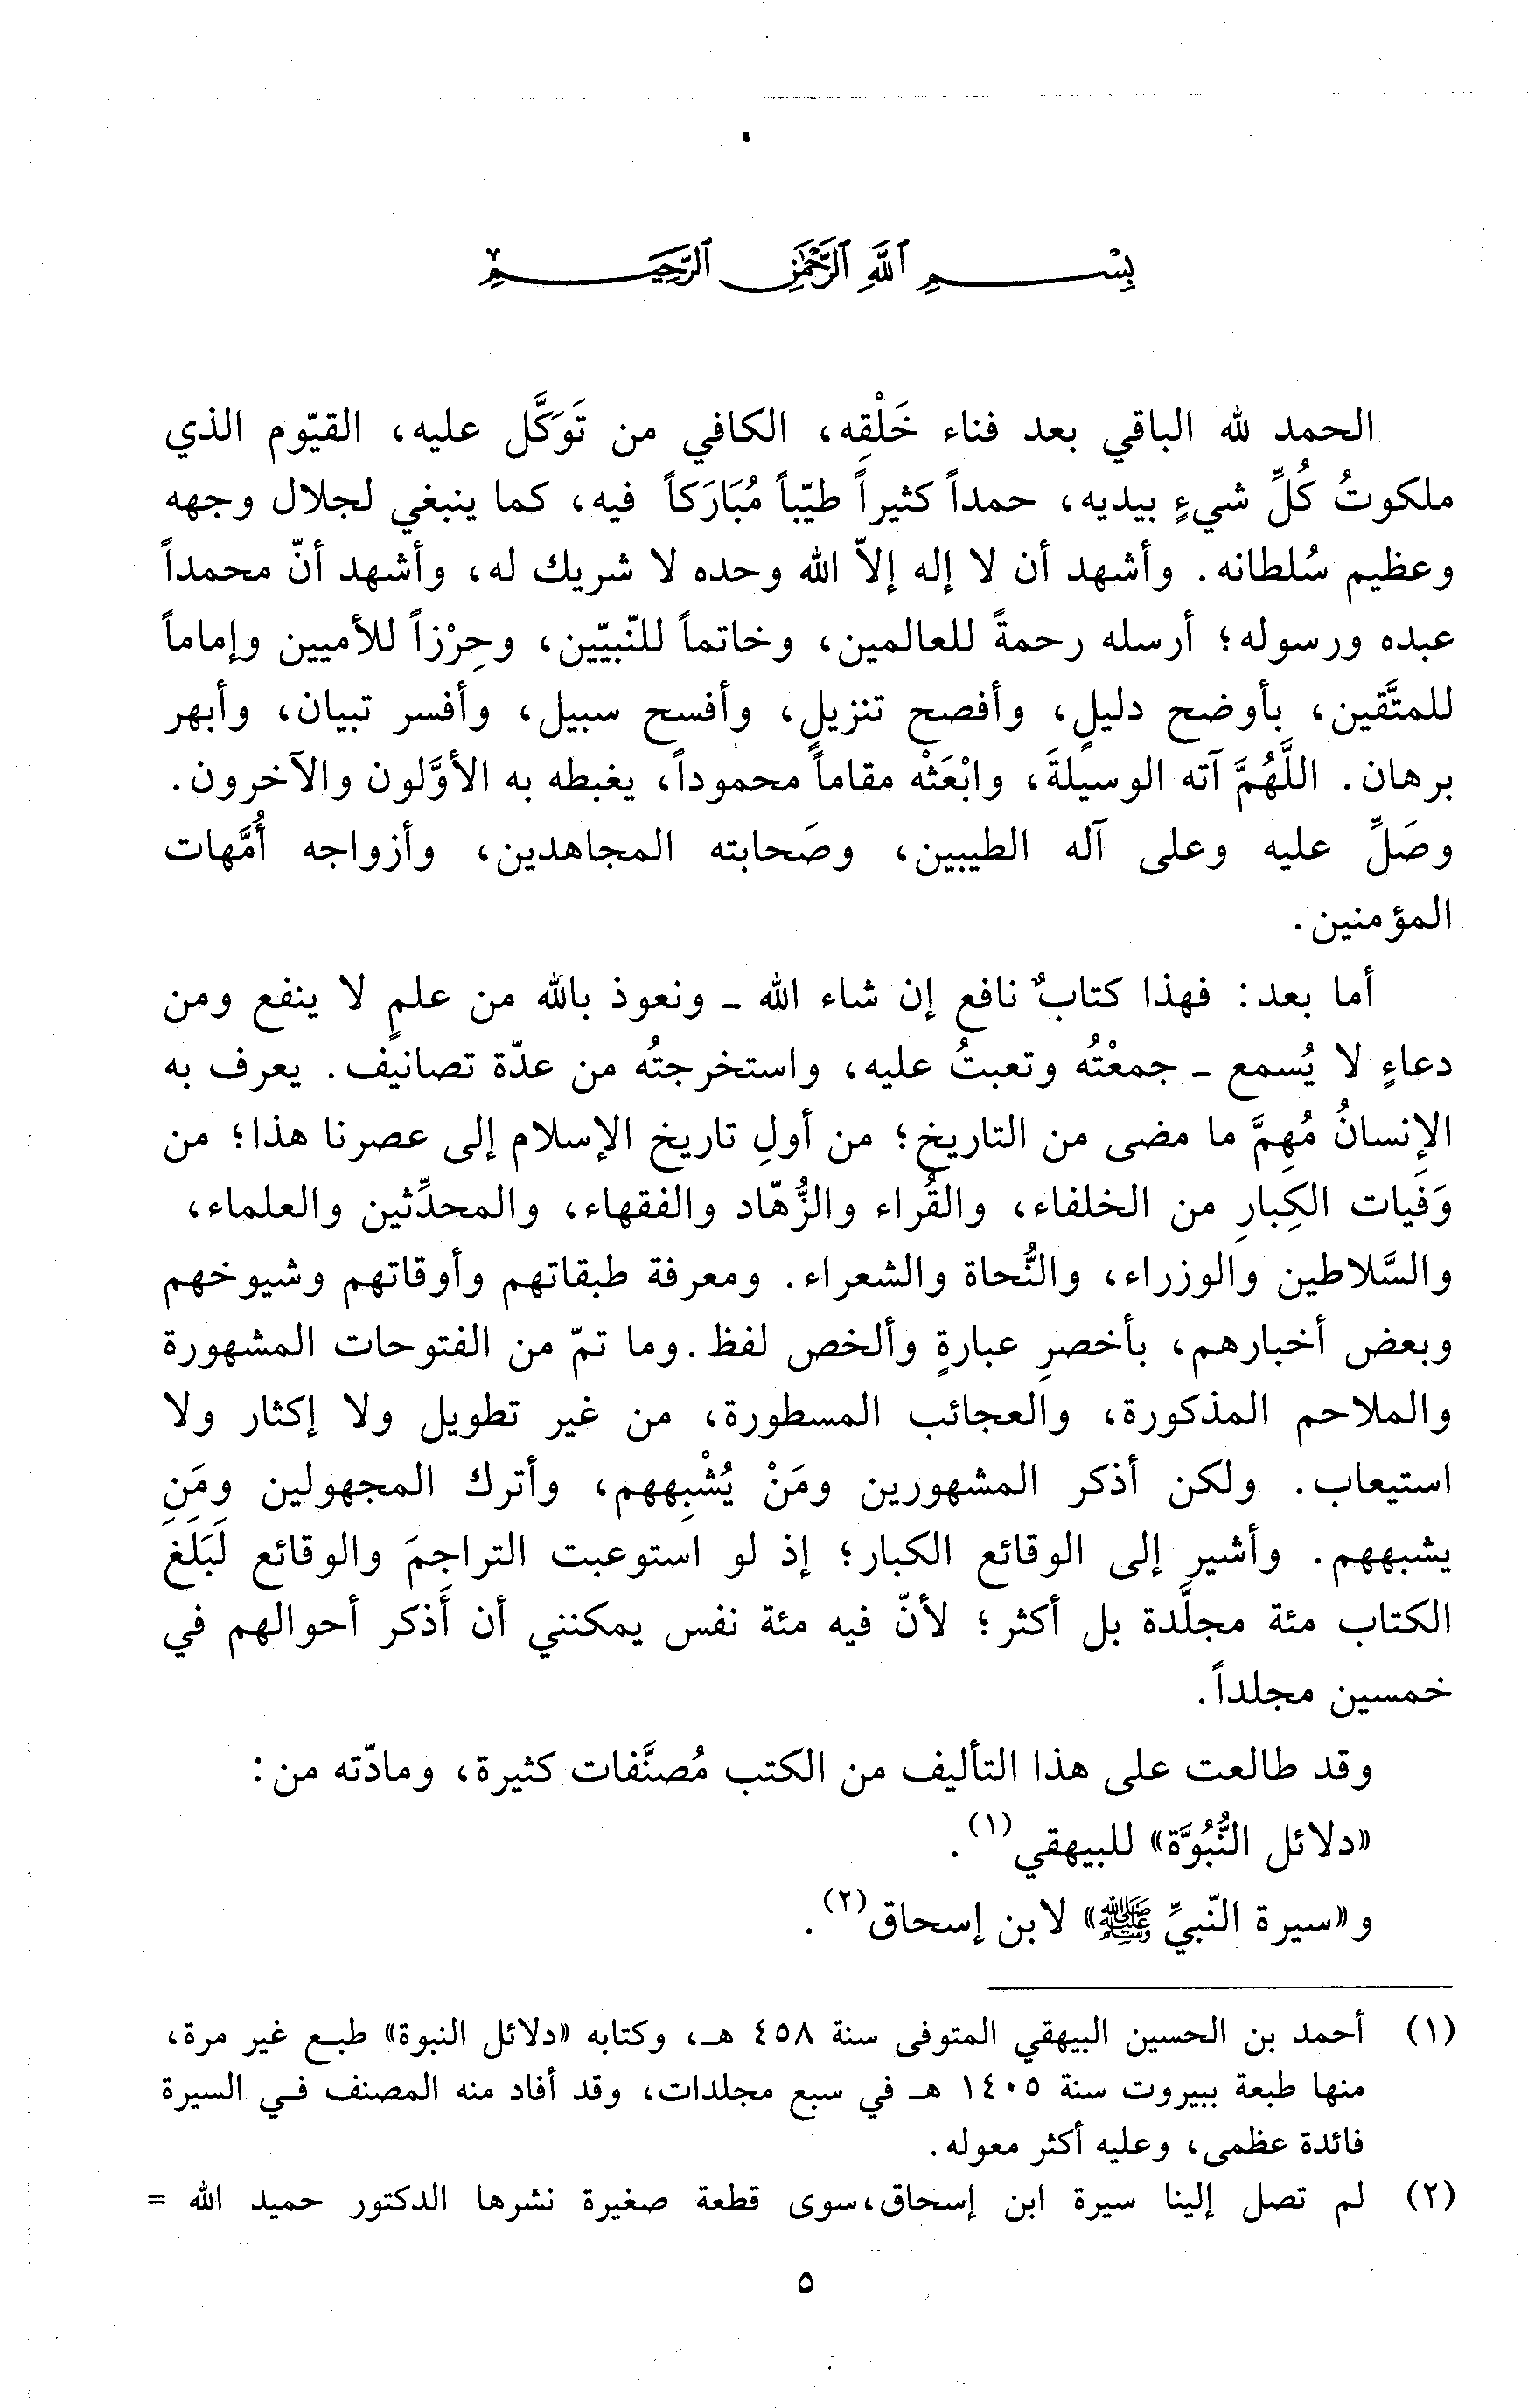 بِسْمِ ٱللَّهِ ٱلرَّحْمَٰنِ ٱلرَّحِيمِ
الحمد لله الباقي بعد فناء خَلْقِه، الكافي من تَوَكَّل عليه، القيّوم الذي
ملكوتُ كُلِّ شيءٍ بيديه، حمداً كثيراً طيّباً مُبَارَكاً فيه، كما ينبغي لجلال وجهه
وعظيم سُلطانه. وأشهد أن لا إله إلاّ الله وحده لا شريك له، وأشهد أنّ محمداً
عبده ورسوله؛ أرسله رحمةً للعالمين، وخاتماً للنّبيّين، وحِرْزاً للأميين وإماماً
للمتَّقين، بأوضح دليلٍ، وأفصح تنزيلٍ، وأفسح سبيل، وأفسر تبيان، وأبهر
برهان. اللَّهُمَّ آته الوسيلةَ، وابْعَثْه مقاماً محموداً، يغبطه به الأوَّلون والآخرون.
وصَلِّ عليه وعلى آله الطيبين، وصَحابته المجاهدين، وأزواجه أُمَّهات
المؤمنين.
أما بعد: فهذا كتابٌ نافع إن شاء الله ـ ونعوذ بالله من علمٍ لا ينفع ومن
دعاءٍ لا يُسمع ـ جمعْتُه وتعبتُ عليه، واستخرجتُه من عدّة تصانيف. يعرف به
الإنسانُ مُهِمَّ ما مضى من التاريخ؛ من أولِ تاريخ الإسلام إلى عصرنا هذا؛ من
وَفَيات الكِبارِ من الخلفاء، والقُراء والزُّهّاد والفقهاء، والمحدِّثين والعلماء،
والسَّلاطين والوزراء، والنُّحاة والشعراء. ومعرفة طبقاتهم وأوقاتهم وشيوخهم
وبعض أخبارهم، بأخصرِ عبارةٍ وألخص لفظ. وما تمّ من الفتوحات المشهورة
والملاحم المذكورة، والعجائب المسطورة، من غير تطويل ولا إكثار ولا
استيعاب. ولكن أذكر المشهورين ومَنْ يُشْبِههم، وأترك المجهولين ومَنِ
يشبههم. وأشير إلى الوقائع الكبار؛ إذ لو استوعبت التراجمَ والوقائع لَبَلَغَ
الكتاب مئة مجلَّدة بل أكثر؛ لأنّ فيه مئة نفس يمكنني أن أَذكر أحوالهم في
خمسين مجلداً.
وقد طالعت على هذا التأليف من الكتب مُصنَّفات كثيرة، ومادّته من:
«دلائل النُّبُوَّة» للبيهقي(١).
و«سيرة النّبيِّ ﷺ» لابن إسحاق(٢).
(١) أحمد بن الحسين البيهقي المتوفى سنة ٤٥٨ هـ، وكتابه «دلائل النبوة» طبع غير مرة،
منها طبعة ببيروت سنة ١٤٠٥ هـ في سبع مجلدات، وقد أفاد منه المصنف في السيرة
فائدة عظمى، وعليه أكثر معوله.
(٢) لم تصل إلينا سيرة ابن إسحاق، سوى قطعة صغيرة نشرها الدكتور حميد الله =
٥